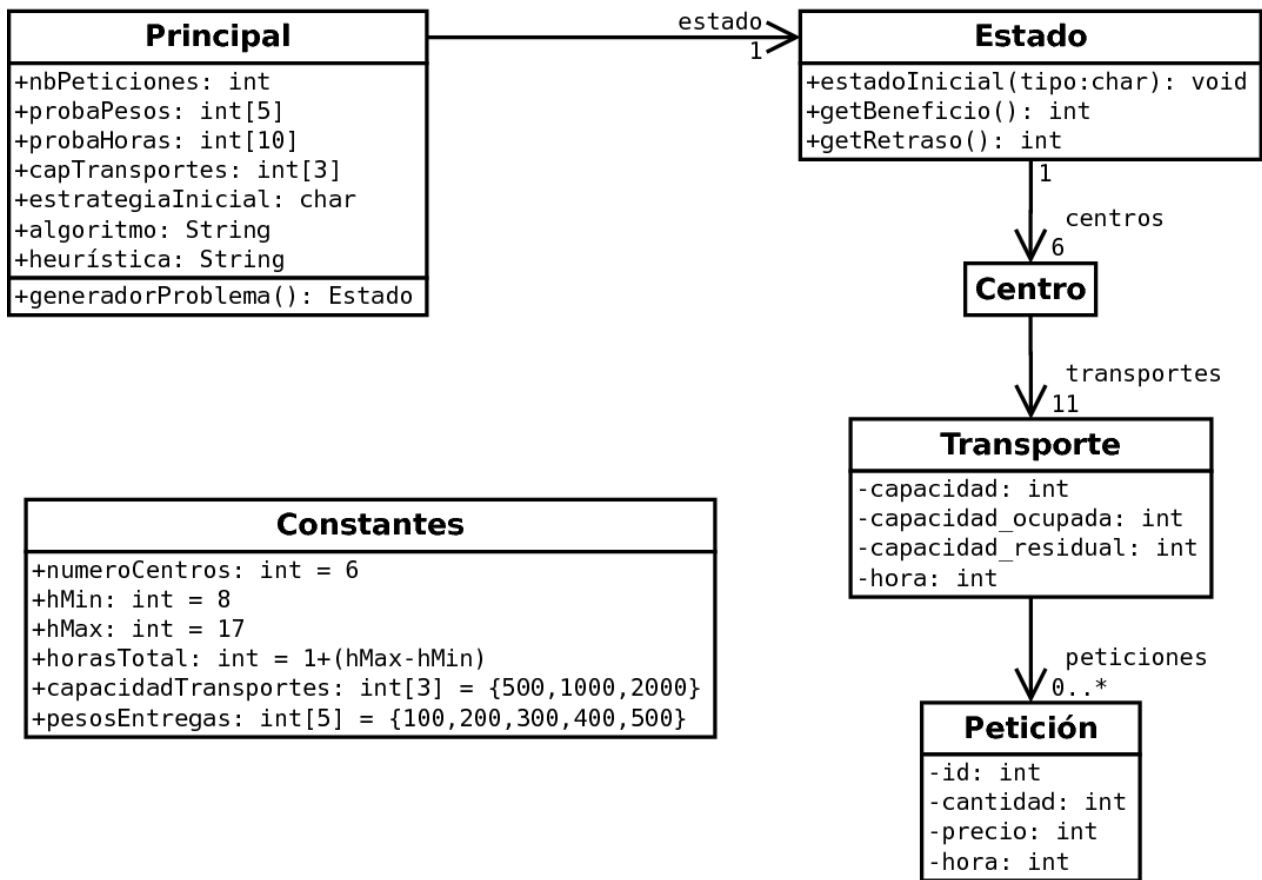 Principal
+nbPeticiones: int
+probaPesos: int[5]
+probaHoras: int[10]
+capTransportes: int[3]
+estrategiaInicial: char
+algoritmo: String
+heurística: String
+generadorProblema(): Estado
estado
1
Estado
+estadoInicial(tipo:char): void
+getBeneficio(): int
+getRetraso(): int
1
centros
6
Centro
transportes
11
Transporte
-capacidad: int
-capacidad_ocupada: int
-capacidad_residual: int
-hora: int
peticiones
0..*
Petición
-id: int
-cantidad: int
-precio: int
-hora: int
Constantes
+numeroCentros: int = 6
+hMin: int = 8
+hMax: int = 17
+horasTotal: int = 1+(hMax-hMin)
+capacidadTransportes: int[3] = {500,1000,2000}
+pesosEntregas: int[5] = {100,200,300,400,500}